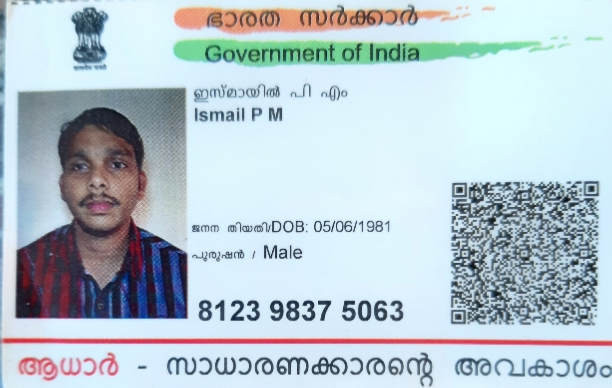 ഭാരത സർക്കാർ
Government of India
ഇസ്മായിൽ പി എം
Ismail P M
ജനന തിയതി/DOB: 05/06/1981
പുരുഷൻ / Male
8123 9837 5063
ആധാർ - സാധാരണക്കാരന്റെ അവകാശം